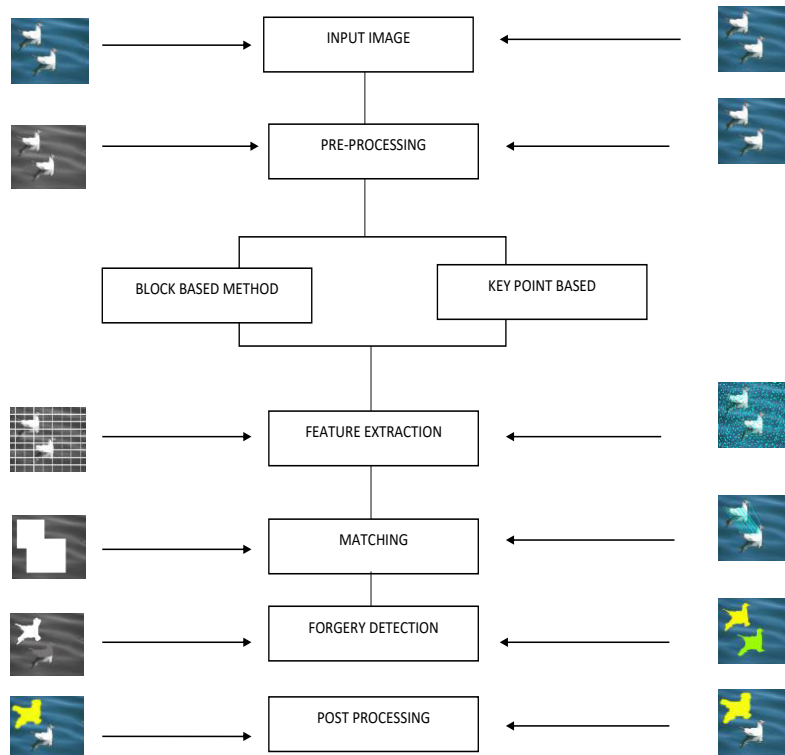 INPUT IMAGE
PRE-PROCESSING
BLOCK BASED METHOD
KEY POINT BASED
FEATURE EXTRACTION
MATCHING
FORGERY DETECTION
POST PROCESSING